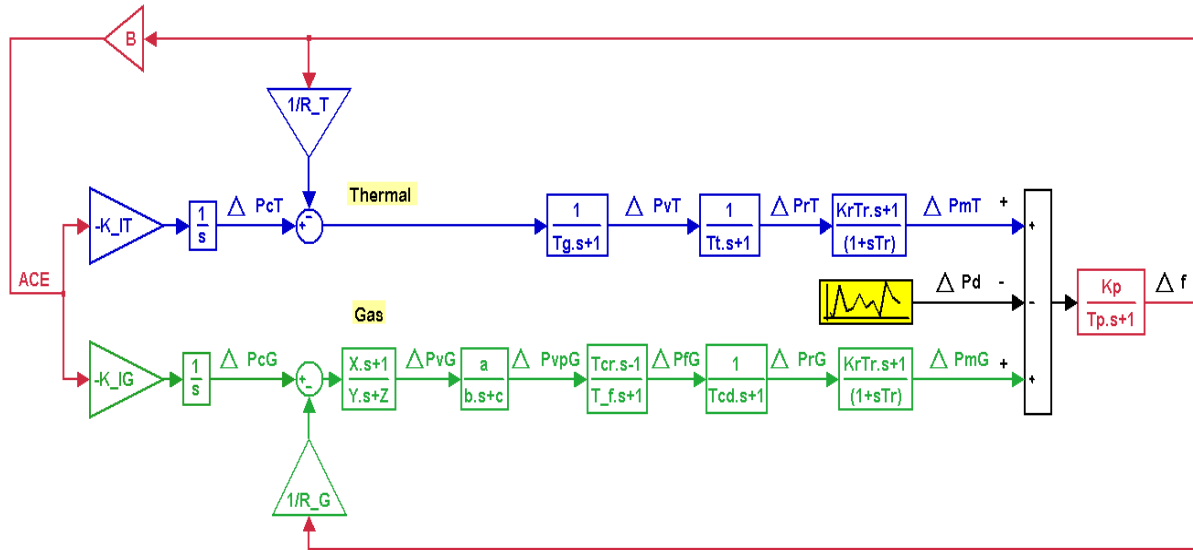 B
1/R_T
Thermal
-K_IT
1
s
Δ PcT
+
-
1
Tg.s+1
Δ PvT
1
Tt.s+1
Δ PrT
KrTr.s+1
(1+sTr)
Δ PmT
+
+
ACE
Δ Pd
-
-
Kp
Tp.s+1
Δ f
Gas
-K_IG
1
s
Δ PcG
+
-
X.s+1
Y.s+Z
Δ PvG
a
b.s+c
Δ PvpG
Tcr.s-1
T_f.s+1
Δ PfG
1
Tcd.s+1
Δ PrG
KrTr.s+1
(1+sTr)
Δ PmG
+
+
1/R_G